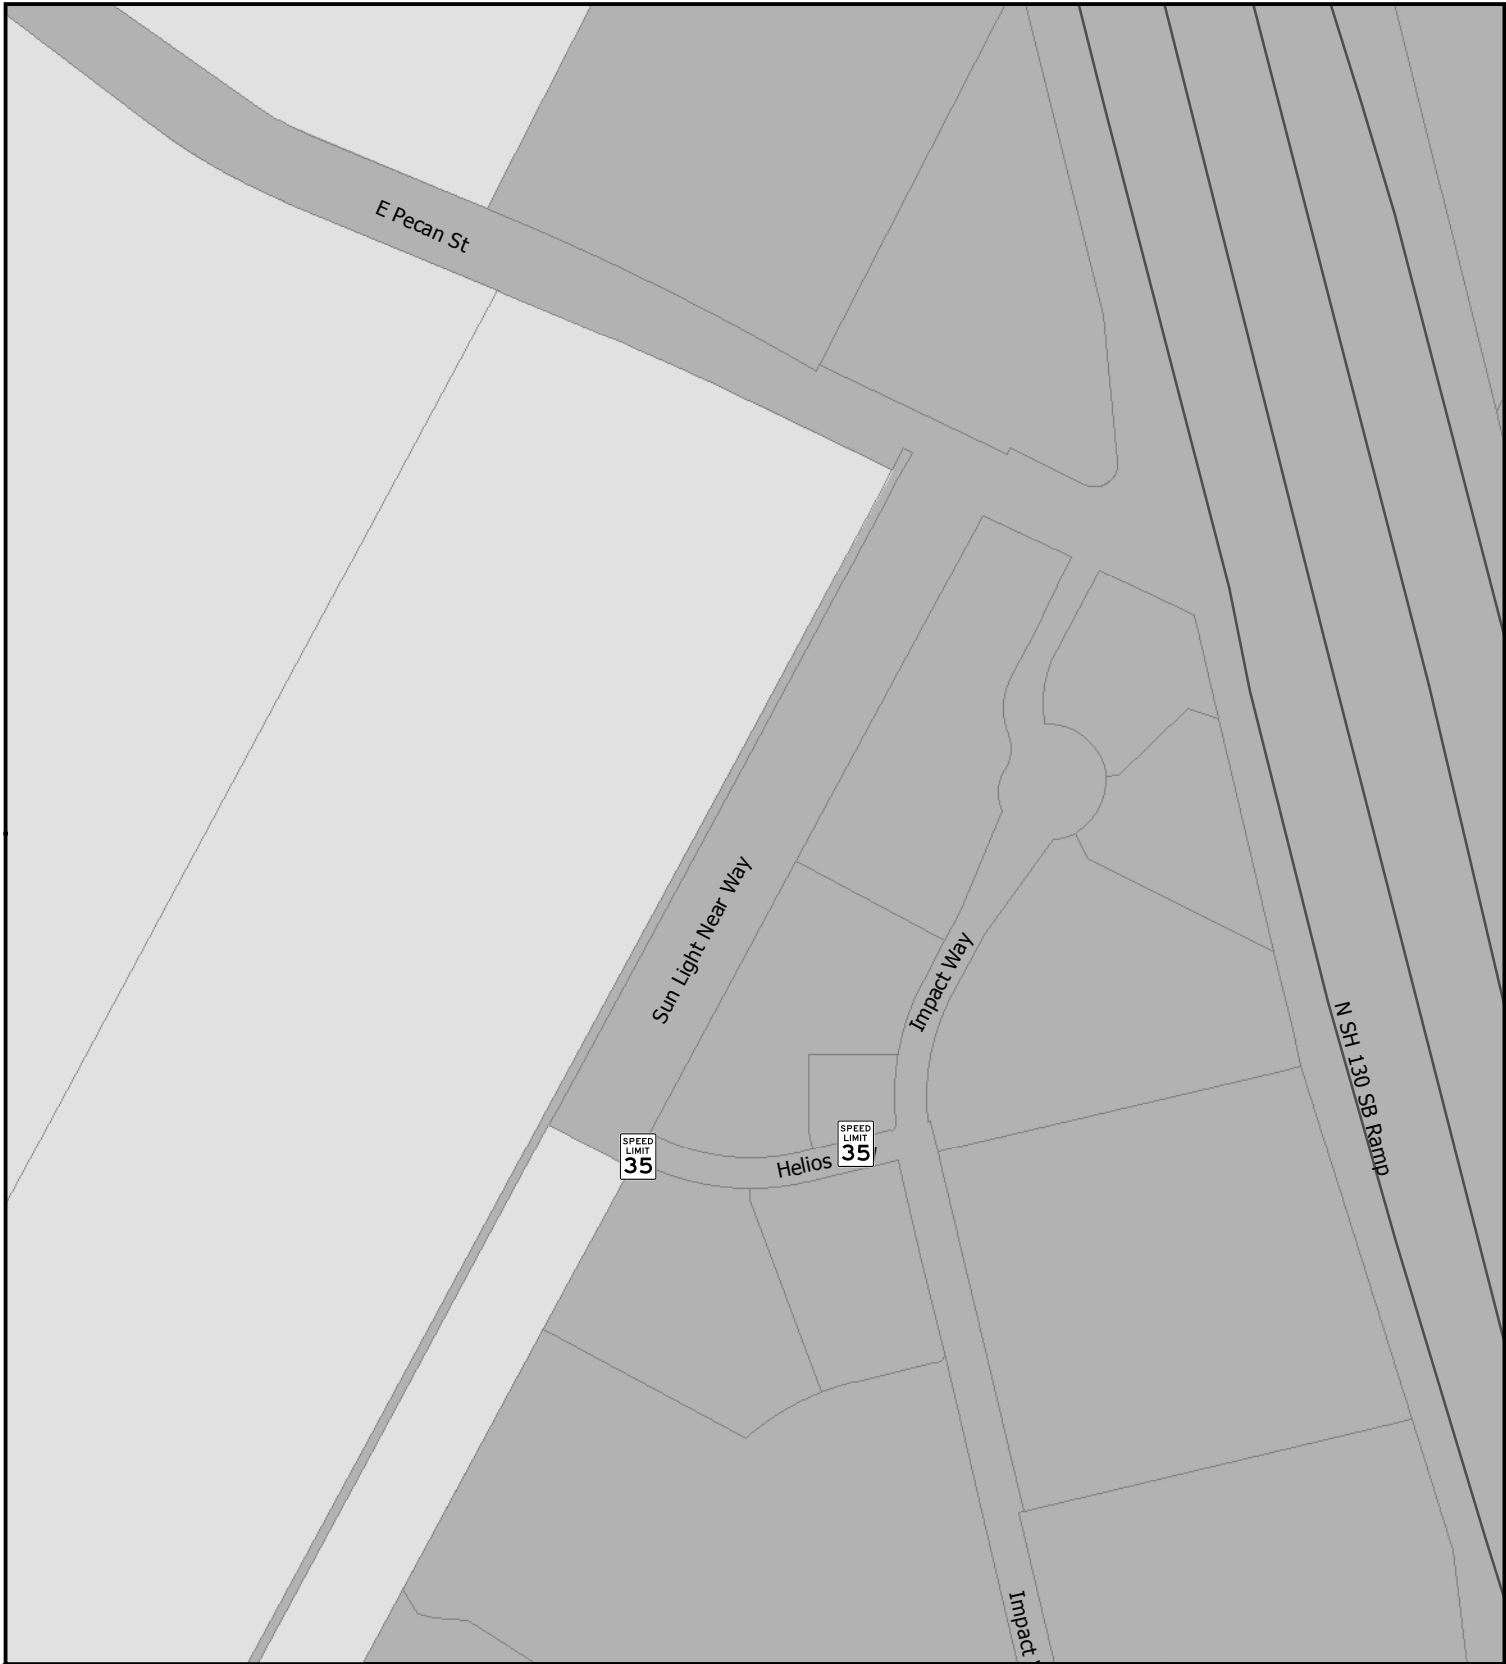 E Pecan St
Sun Light Near Way
Impact Way
N SH 130 SB Ramp
SPEED
LIMIT
35
SPEED
LIMIT
35
Helios
Impact